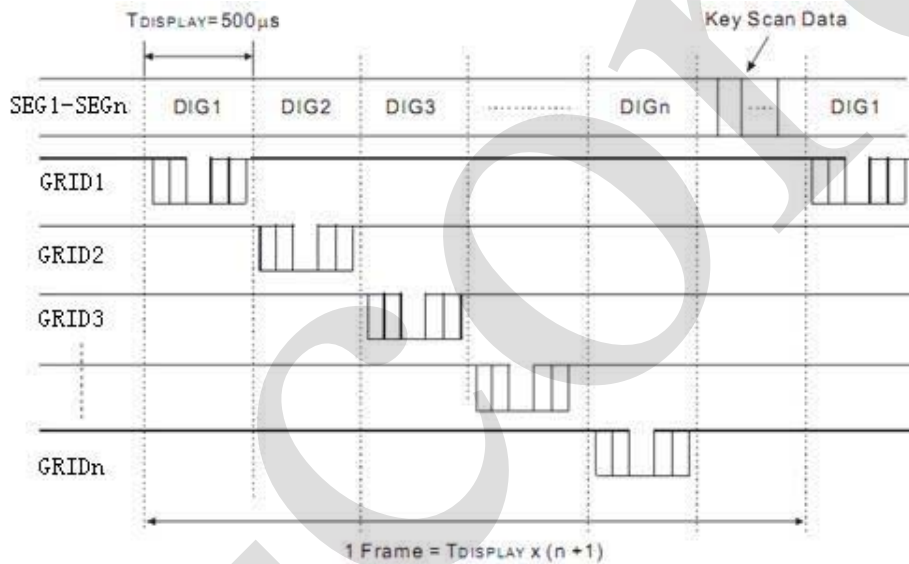 TDISPLAY=500µs
Key Scan Data
SEG1-SEGn DIG1 DIG2 DIG3 ............ DIGn ..... DIG1
GRID1
GRID2
GRID3
GRIDn
1 Frame = TDISPLAY x (n +1)